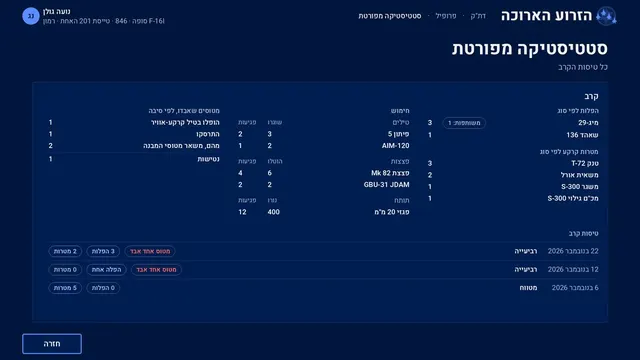 הזרוע הארוכה
דת"ק · פרופיל · סטטיסטיקה מפורטת
נועה גולן
F-16I סופה · 846 · טייסת 201 האחת · רמון
נג
סטטיסטיקה מפורטת
כל טיסות הקרב
קרב
הפלות לפי סוג
מיג-29 משותפות: 1 3
שאהד 136 1
מטרות קרקע לפי סוג
טנק T-72 3
משאית אורל 2
משגר S-300 1
מכ"ם גילוי S-300 1
חימוש
טילים שוגרו פגיעות
פיתון 5 3 2
AIM-120 2 1
פצצות הוטלו פגיעות
פצצת Mk 82 6 4
GBU-31 JDAM 2 2
תותח נורו פגיעות
פגזי 20 מ"מ 400 12
מטוסים שאבדו, לפי סיבה
הופלו בטיל קרקע-אוויר 1
התרסקו 1
מהם, משאר מטוסי המבנה 2
נטישות 1
טיסות קרב
22 בנובמבר 2026 רביעייה מטוס אחד אבד 3 הפלות 2 מטרות
12 בנובמבר 2026 רביעייה מטוס אחד אבד הפלה אחת 0 מטרות
6 בנובמבר 2026 מטווח 0 הפלות 5 מטרות
חזרה